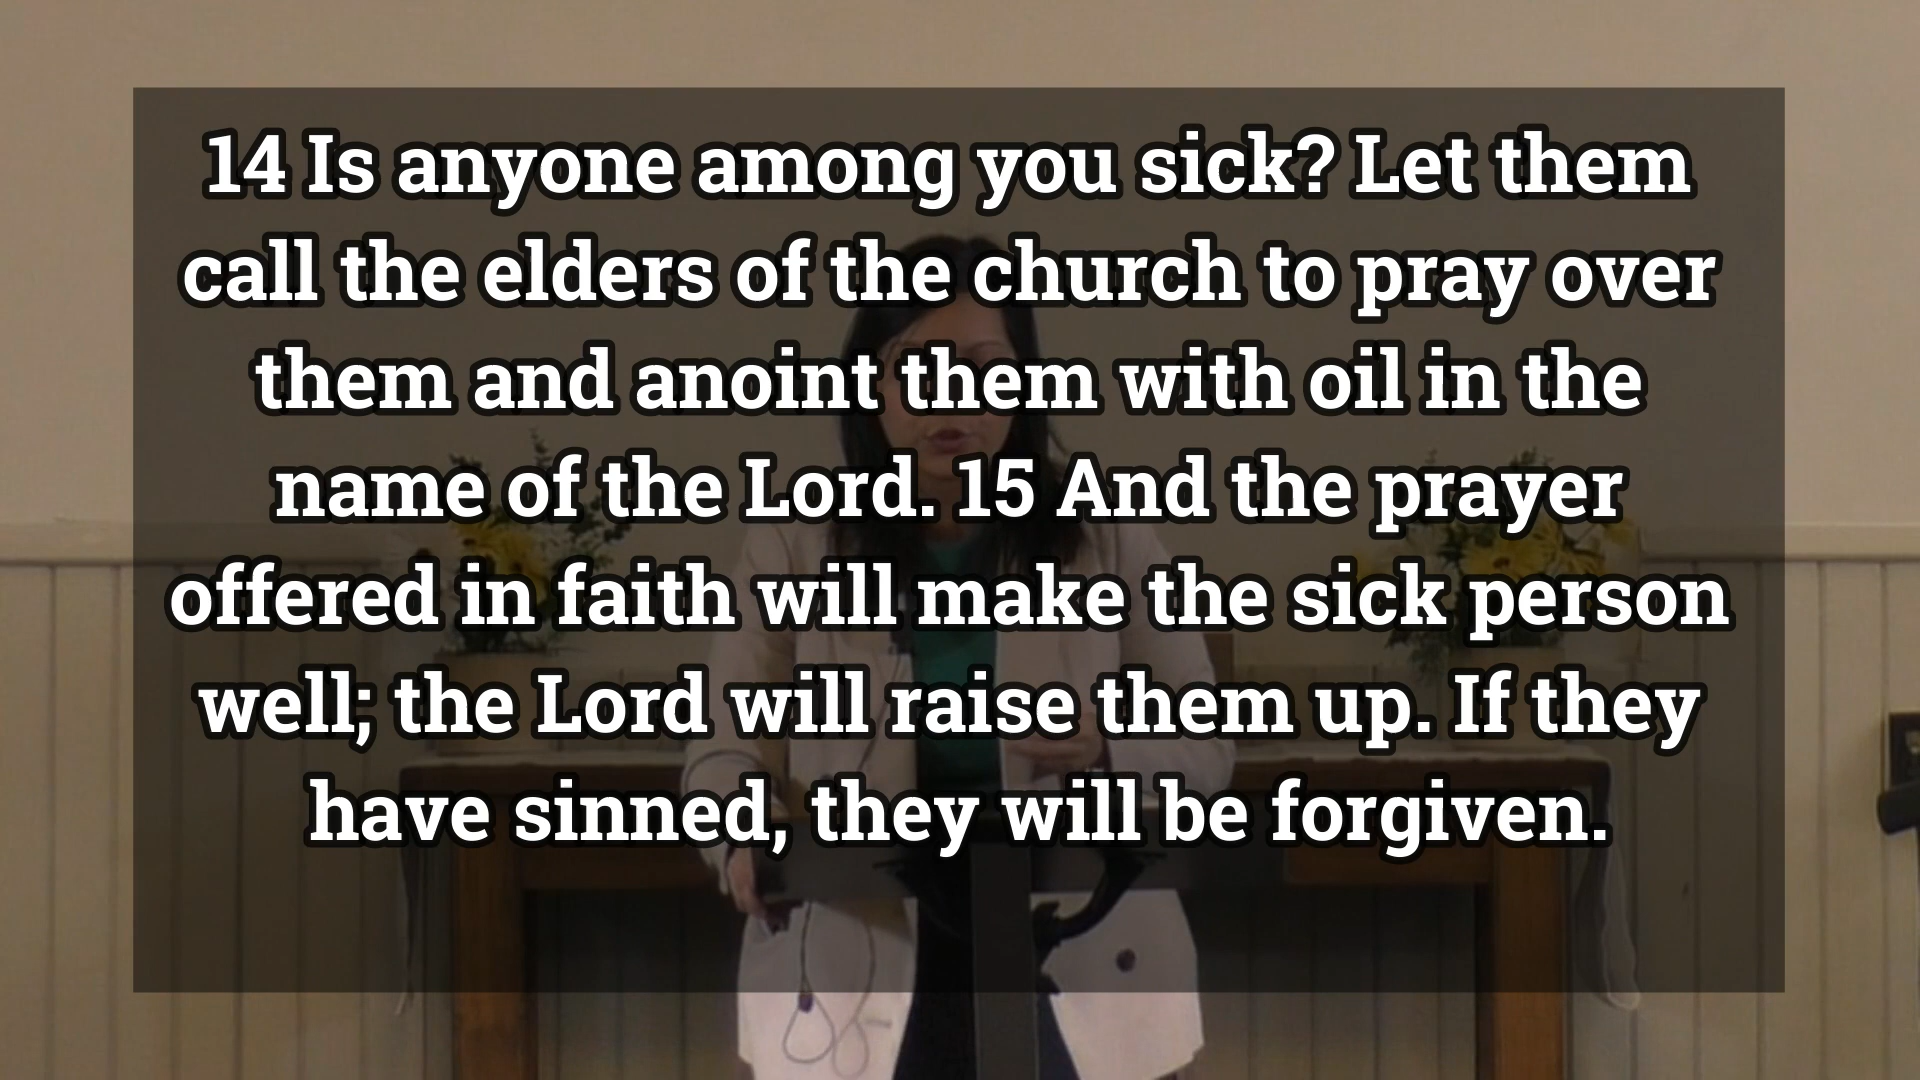 14 Is anyone among you sick? Let them
call the elders of the church to pray over
them and anoint them with oil in the
name of the Lord. 15 And the prayer
offered in faith will make the sick person
well; the Lord will raise them up. If they
have sinned, they will be forgiven.